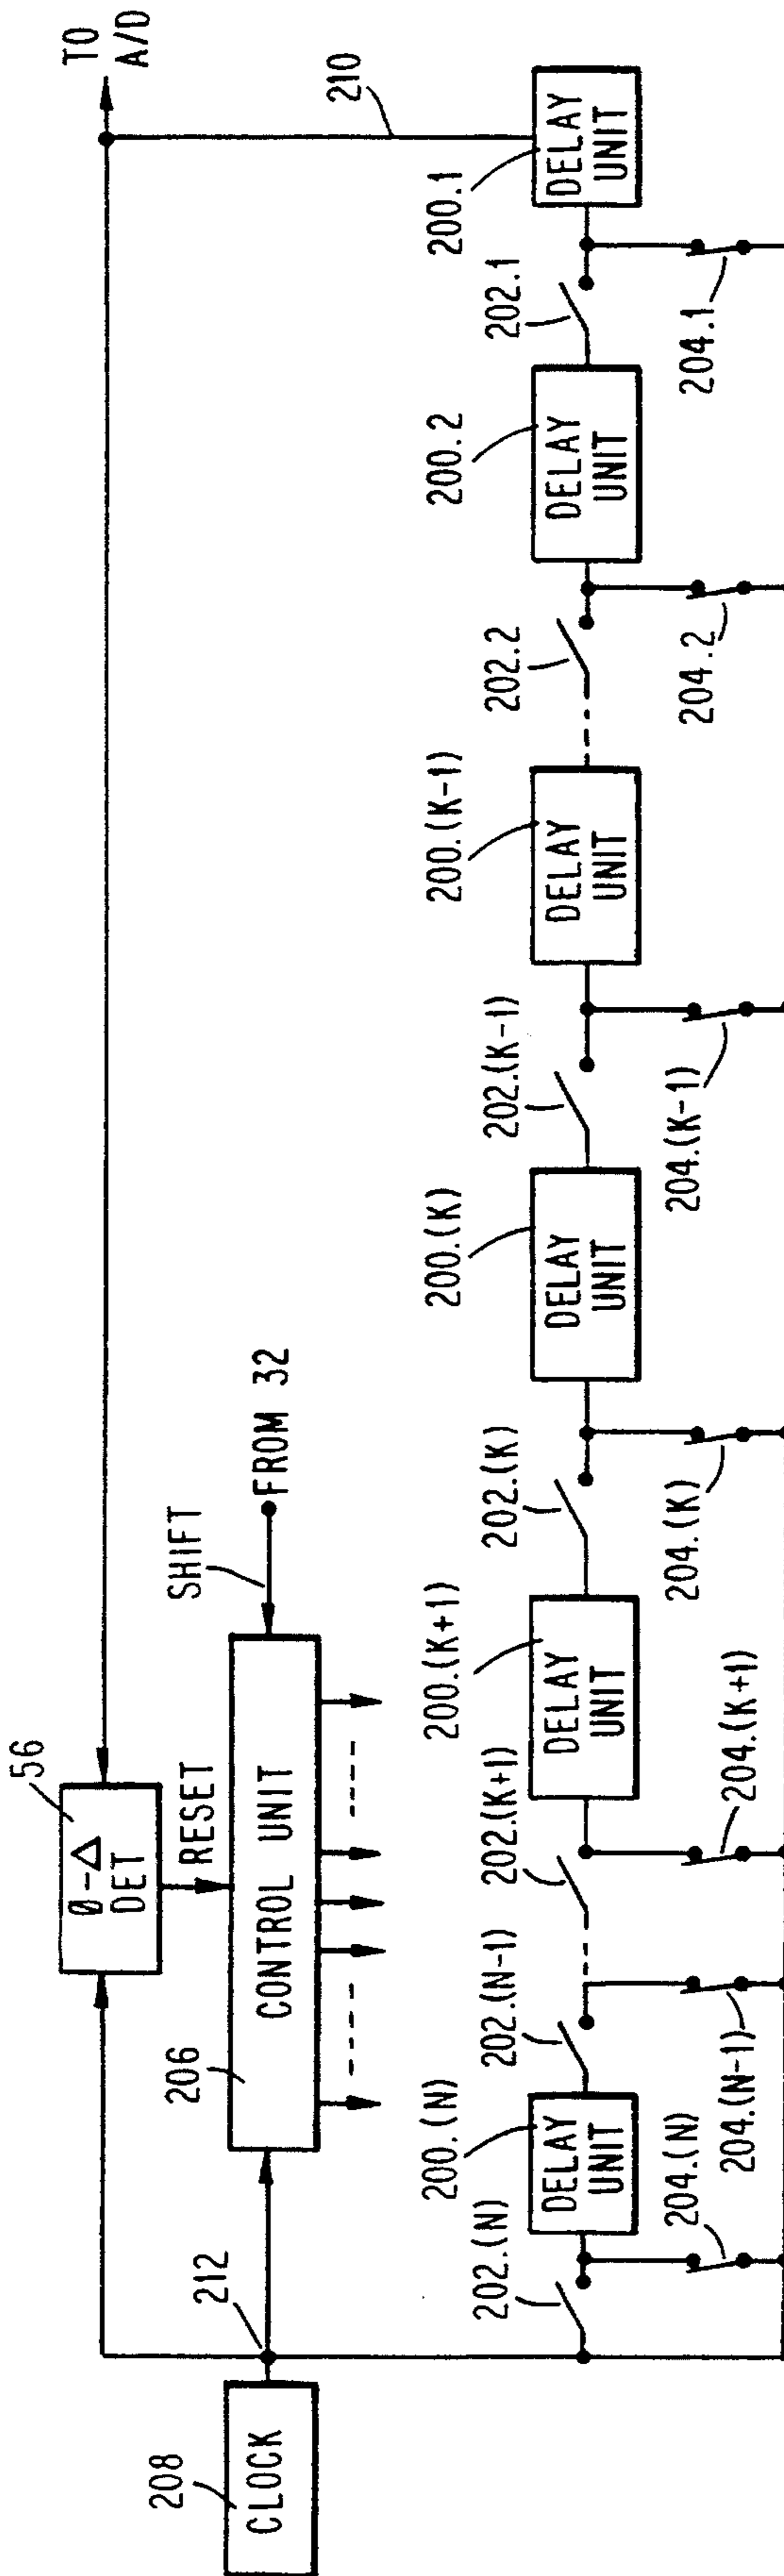 208
CLOCK
212
206
CONTROL UNIT
RESET
56
Ø-Δ
DET
SHIFT
FROM 32
TO
A/D
210
202.(N)
200.(N)
DELAY
UNIT
204.(N)
202.(N-1)
204.(N-1)
202.(K+1)
204.(K+1)
200.(K+1)
DELAY
UNIT
202.(K)
204.(K)
200.(K)
DELAY
UNIT
202.(K-1)
204.(K-1)
200.(K-1)
DELAY
UNIT
202.2
204.2
200.2
DELAY
UNIT
202.1
204.1
200.1
DELAY
UNIT